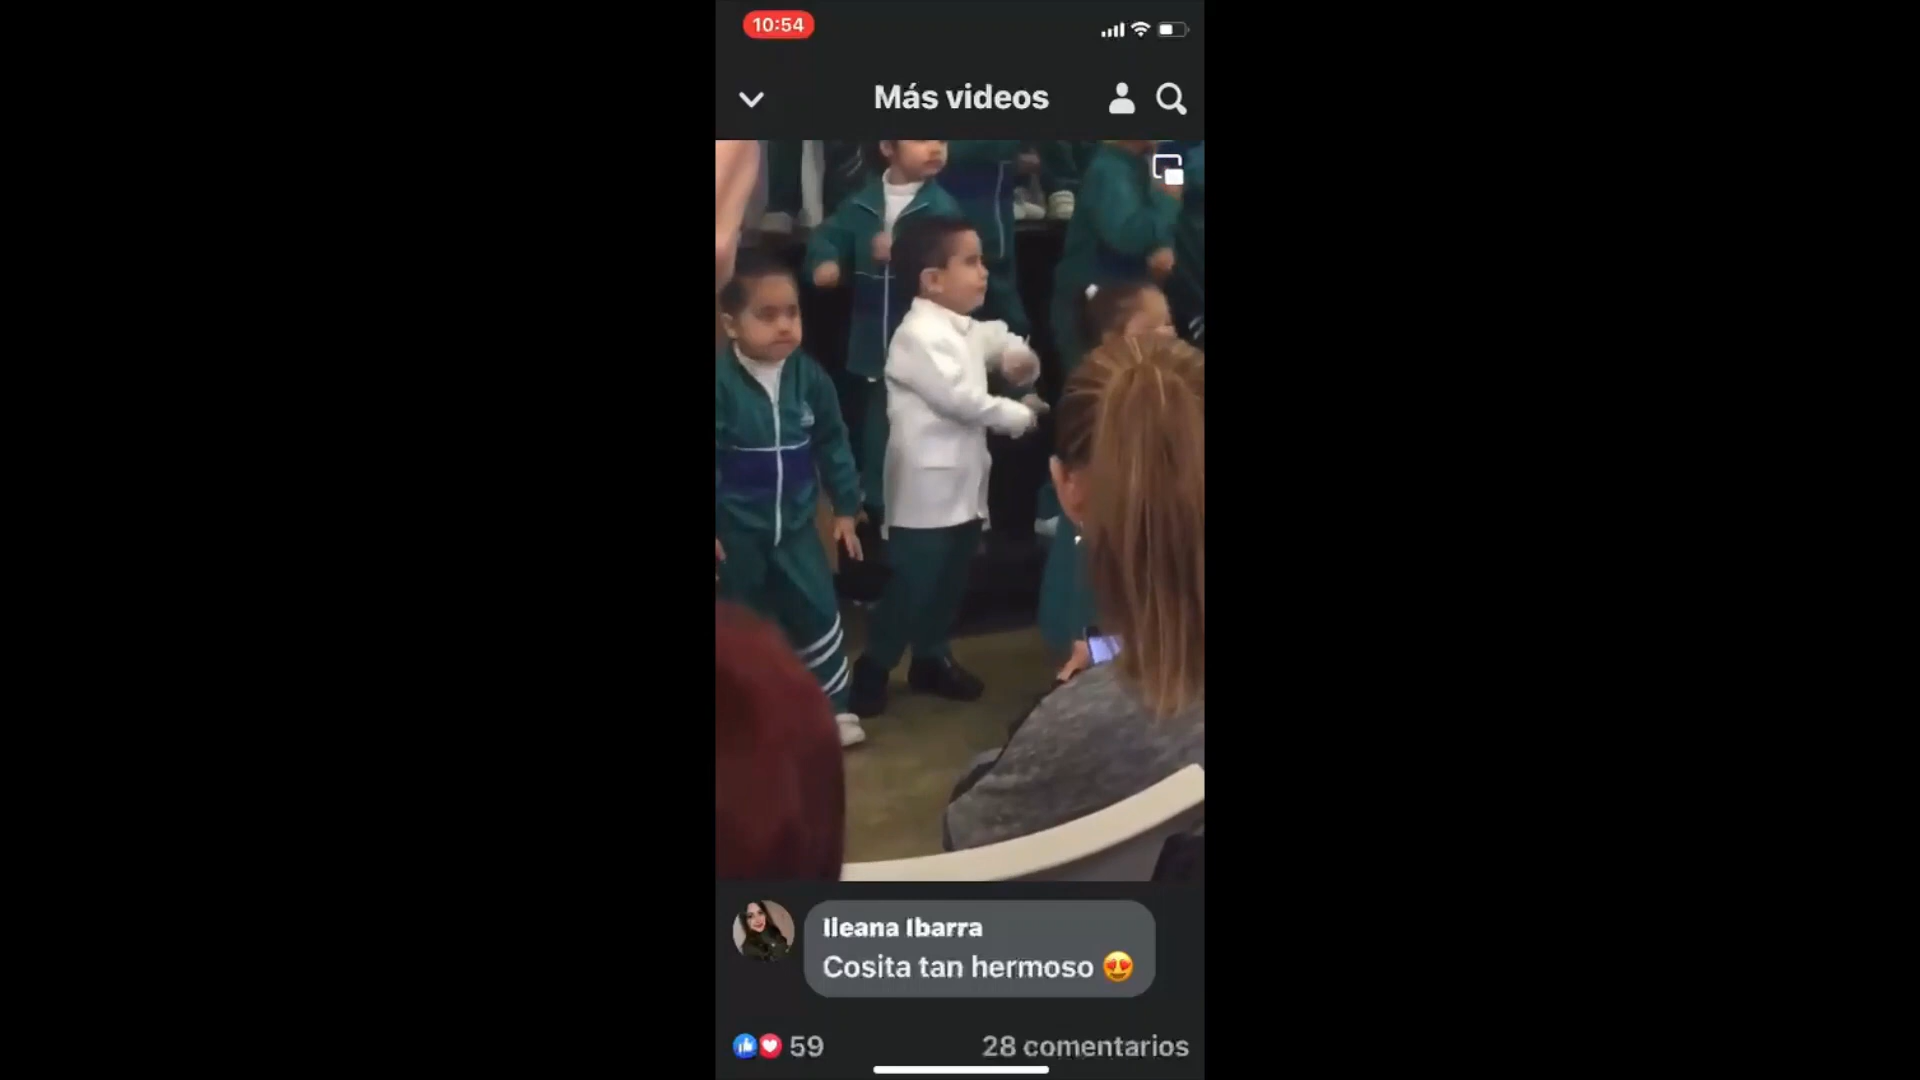 10:54
Más videos
Ileana Ibarra
Cosita tan hermoso 😍
59
28 comentarios